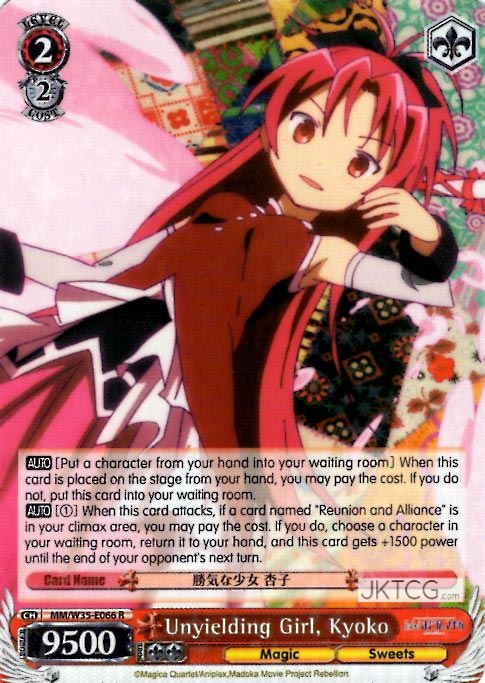 LEVEL
2
2
COST
AUTO [Put a character from your hand into your waiting room] When this
card is placed on the stage from your hand, you may pay the cost. If you do
not, put this card into your waiting room.
AUTO [①] When this card attacks, if a card named "Reunion and Alliance" is
in your climax area, you may pay the cost. If you do, choose a character in
your waiting room, return it to your hand, and this card gets +1500 power
until the end of your opponent's next turn.
Card Name 勝気な少女 杏子
JKTCG.com
CH MM/W35-E066 R
POWER 9500 SOUL Unyielding Girl, Kyoko
Magic Sweets
©Magica Quartet/Aniplex,Madoka Movie Project Rebellion